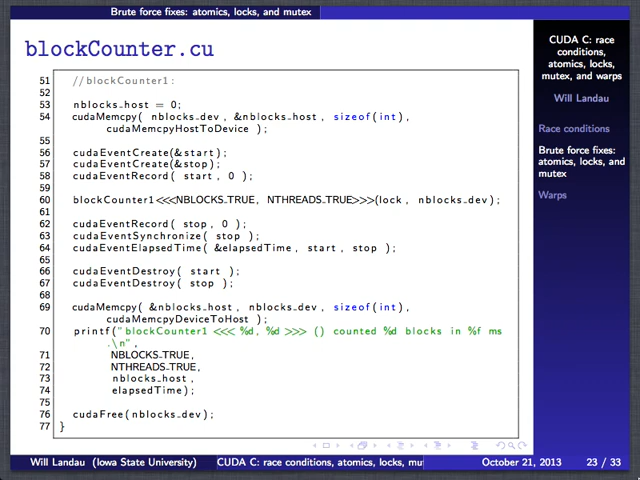 Brute force fixes: atomics, locks, and mutex
blockCounter.cu
51 //blockCounter1:
52
53 nblocks_host = 0;
54 cudaMemcpy( nblocks_dev, &nblocks_host, sizeof(int),
cudaMemcpyHostToDevice );
55
56 cudaEventCreate(&start);
57 cudaEventCreate(&stop);
58 cudaEventRecord( start, 0 );
59
60 blockCounter1<<<NBLOCKS_TRUE, NTHREADS_TRUE>>>(lock, nblocks_dev);
61
62 cudaEventRecord( stop, 0 );
63 cudaEventSynchronize( stop );
64 cudaEventElapsedTime( &elapsedTime, start, stop );
65
66 cudaEventDestroy( start );
67 cudaEventDestroy( stop );
68
69 cudaMemcpy( &nblocks_host, nblocks_dev, sizeof(int),
cudaMemcpyDeviceToHost );
70 printf("blockCounter1 <<< %d, %d >>> () counted %d blocks in %f ms
.\n",
71 NBLOCKS_TRUE,
72 NTHREADS_TRUE,
73 nblocks_host,
74 elapsedTime);
75
76 cudaFree(nblocks_dev);
77 }
CUDA C: race
conditions,
atomics, locks,
mutex, and warps
Will Landau
Race conditions
Brute force fixes:
atomics, locks, and
mutex
Warps
Will Landau (Iowa State University) CUDA C: race conditions, atomics, locks, mu October 21, 2013 23 / 33